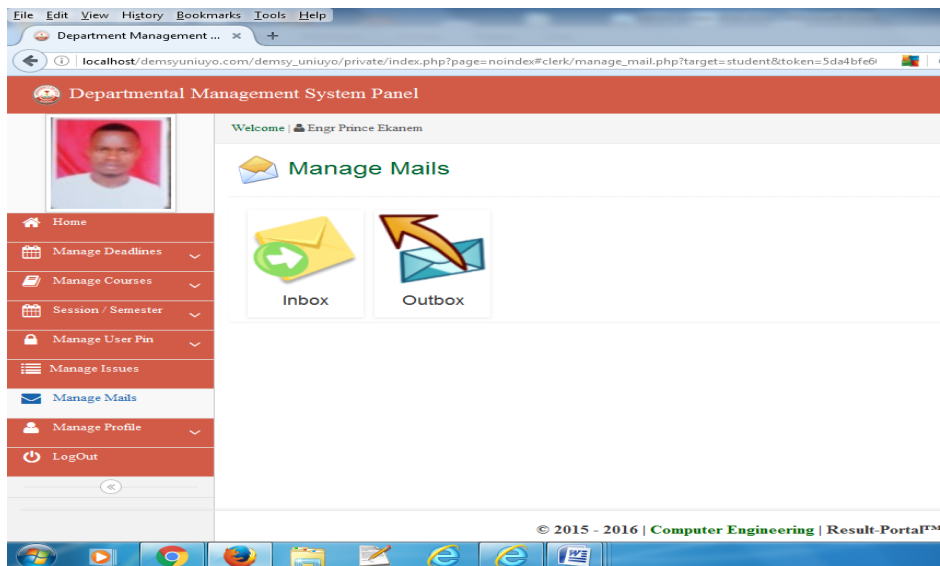 File Edit View History Bookmarks Tools Help
Department Management ... × +
localhost/demsyuniuyo.com/demsy_uniuyo/private/index.php?page=noindex#clerk/manage_mail.php?target=student&token=5da4bfe6
Departmental Management System Panel
Welcome | Engr Prince Ekanem
Manage Mails
Inbox
Outbox
Home
Manage Deadlines
Manage Courses
Session / Semester
Manage User Pin
Manage Issues
Manage Mails
Manage Profile
LogOut
© 2015 - 2016 | Computer Engineering | Result-Portal™